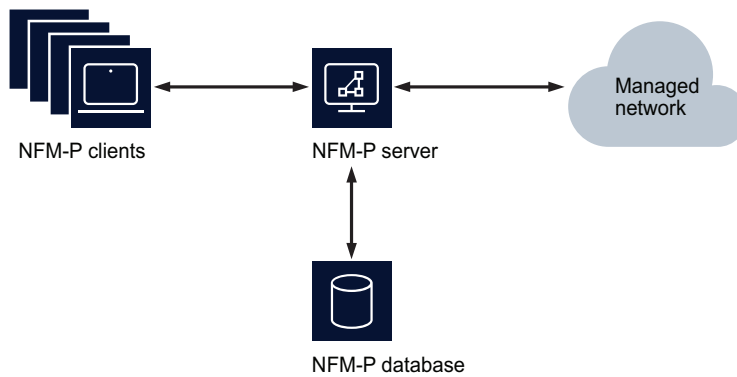 Managed
network
NFM-P clients
NFM-P server
NFM-P database